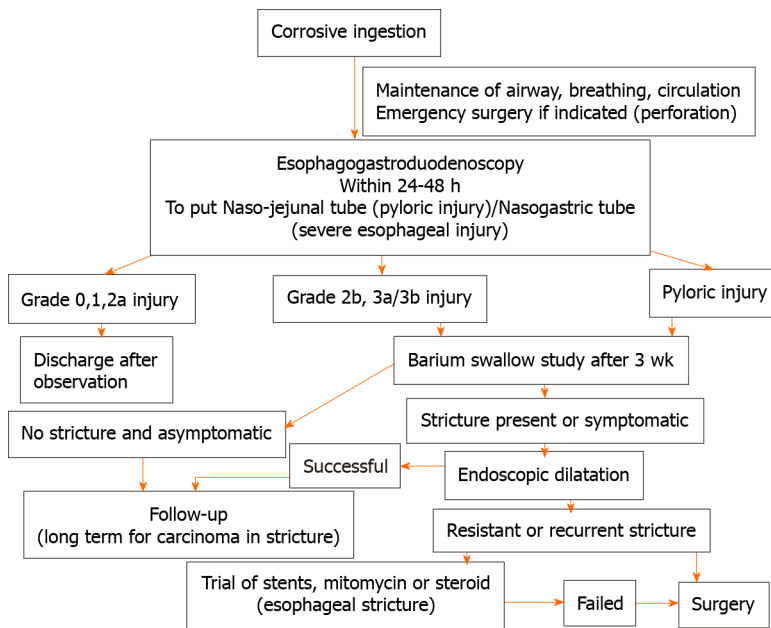 Corrosive ingestion
Maintenance of airway, breathing, circulation
Emergency surgery if indicated (perforation)
Esophagogastroduodenoscopy
Within 24-48 h
To put Naso-jejunal tube (pyloric injury)/Nasogastric tube
(severe esophageal injury)
Grade 0,1,2a injury
Grade 2b, 3a/3b injury
Pyloric injury
Discharge after
observation
Barium swallow study after 3 wk
No stricture and asymptomatic
Stricture present or symptomatic
Successful
Endoscopic dilatation
Follow-up
(long term for carcinoma in stricture)
Resistant or recurrent stricture
Trial of stents, mitomycin or steroid
(esophageal stricture)
Failed
Surgery